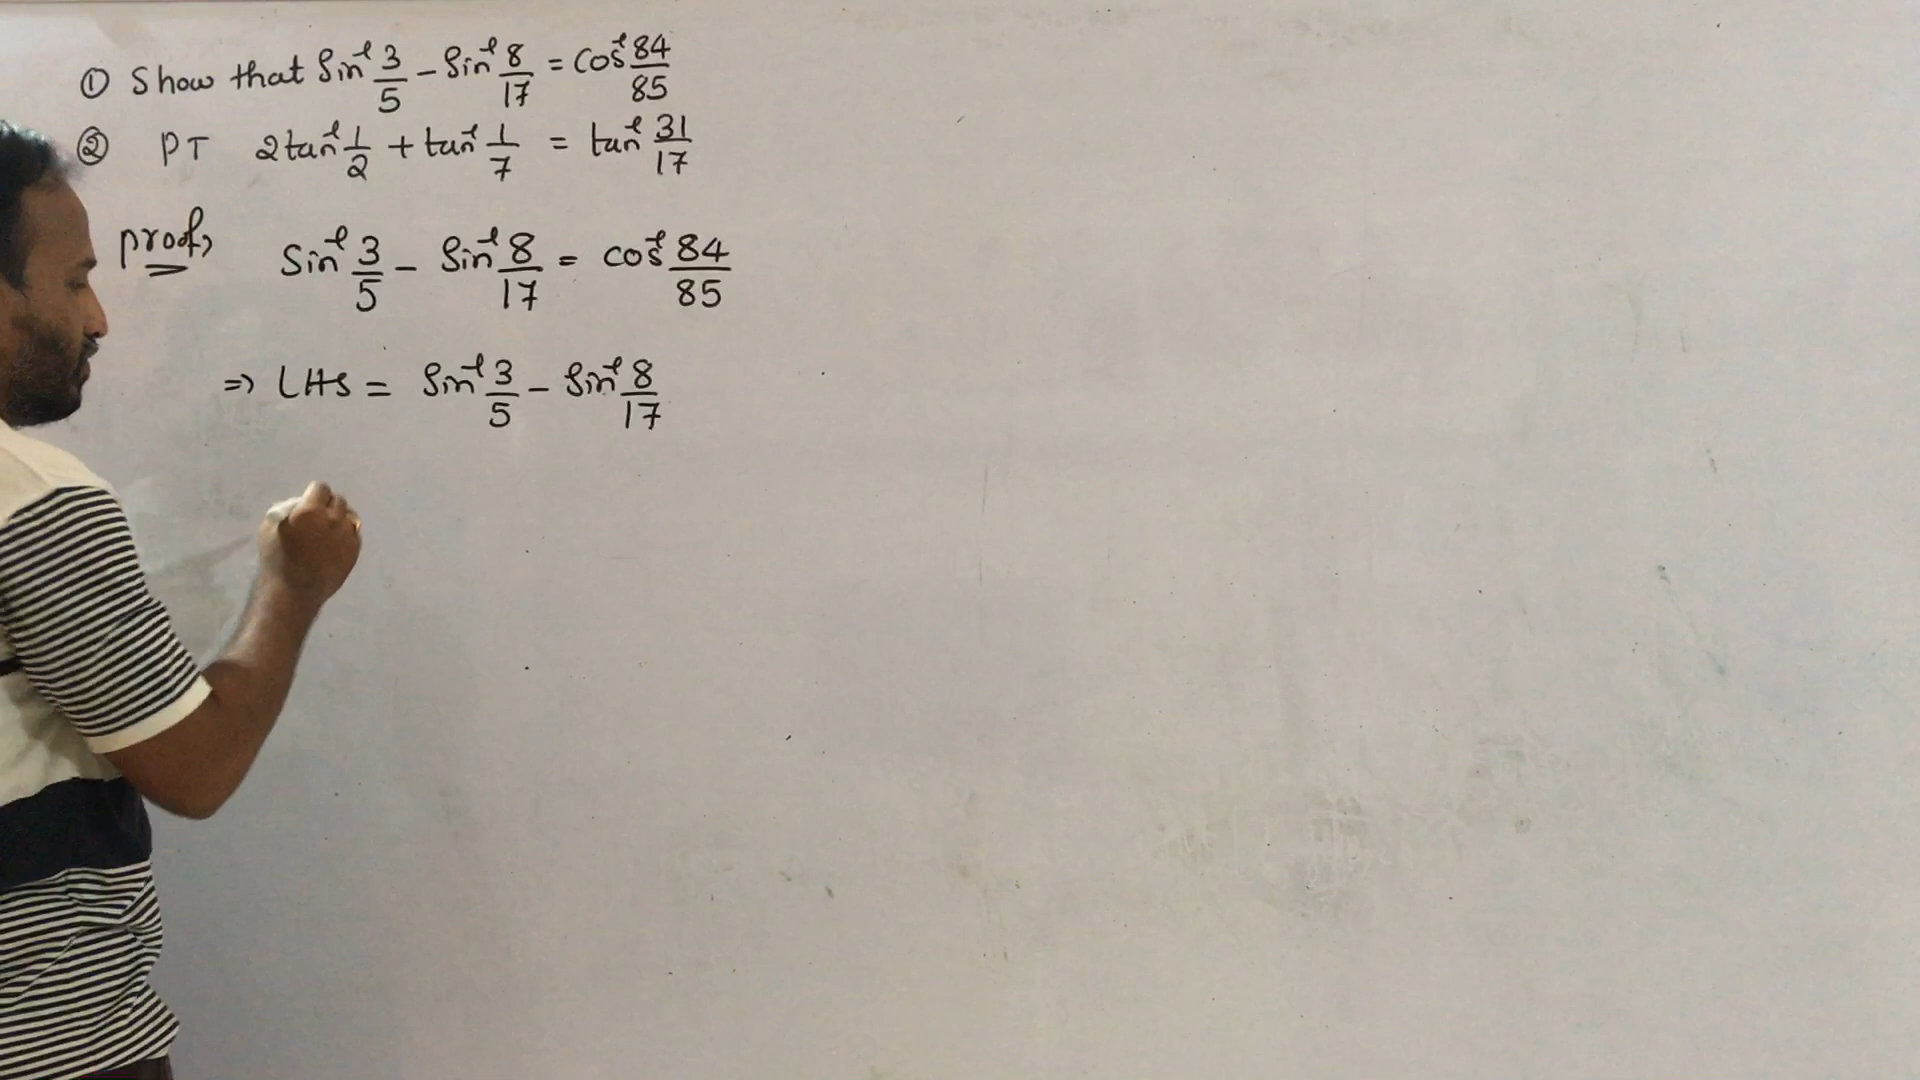 ① Show that Sin⁻¹ 3/5 - Sin⁻¹ 8/17 = Cos⁻¹ 84/85
② PT 2tan⁻¹ 1/2 + tan⁻¹ 1/7 = tan⁻¹ 31/17
proof,
Sin⁻¹ 3/5 - Sin⁻¹ 8/17 = cos⁻¹ 84/85
⇒ LHS = Sin⁻¹ 3/5 - Sin⁻¹ 8/17